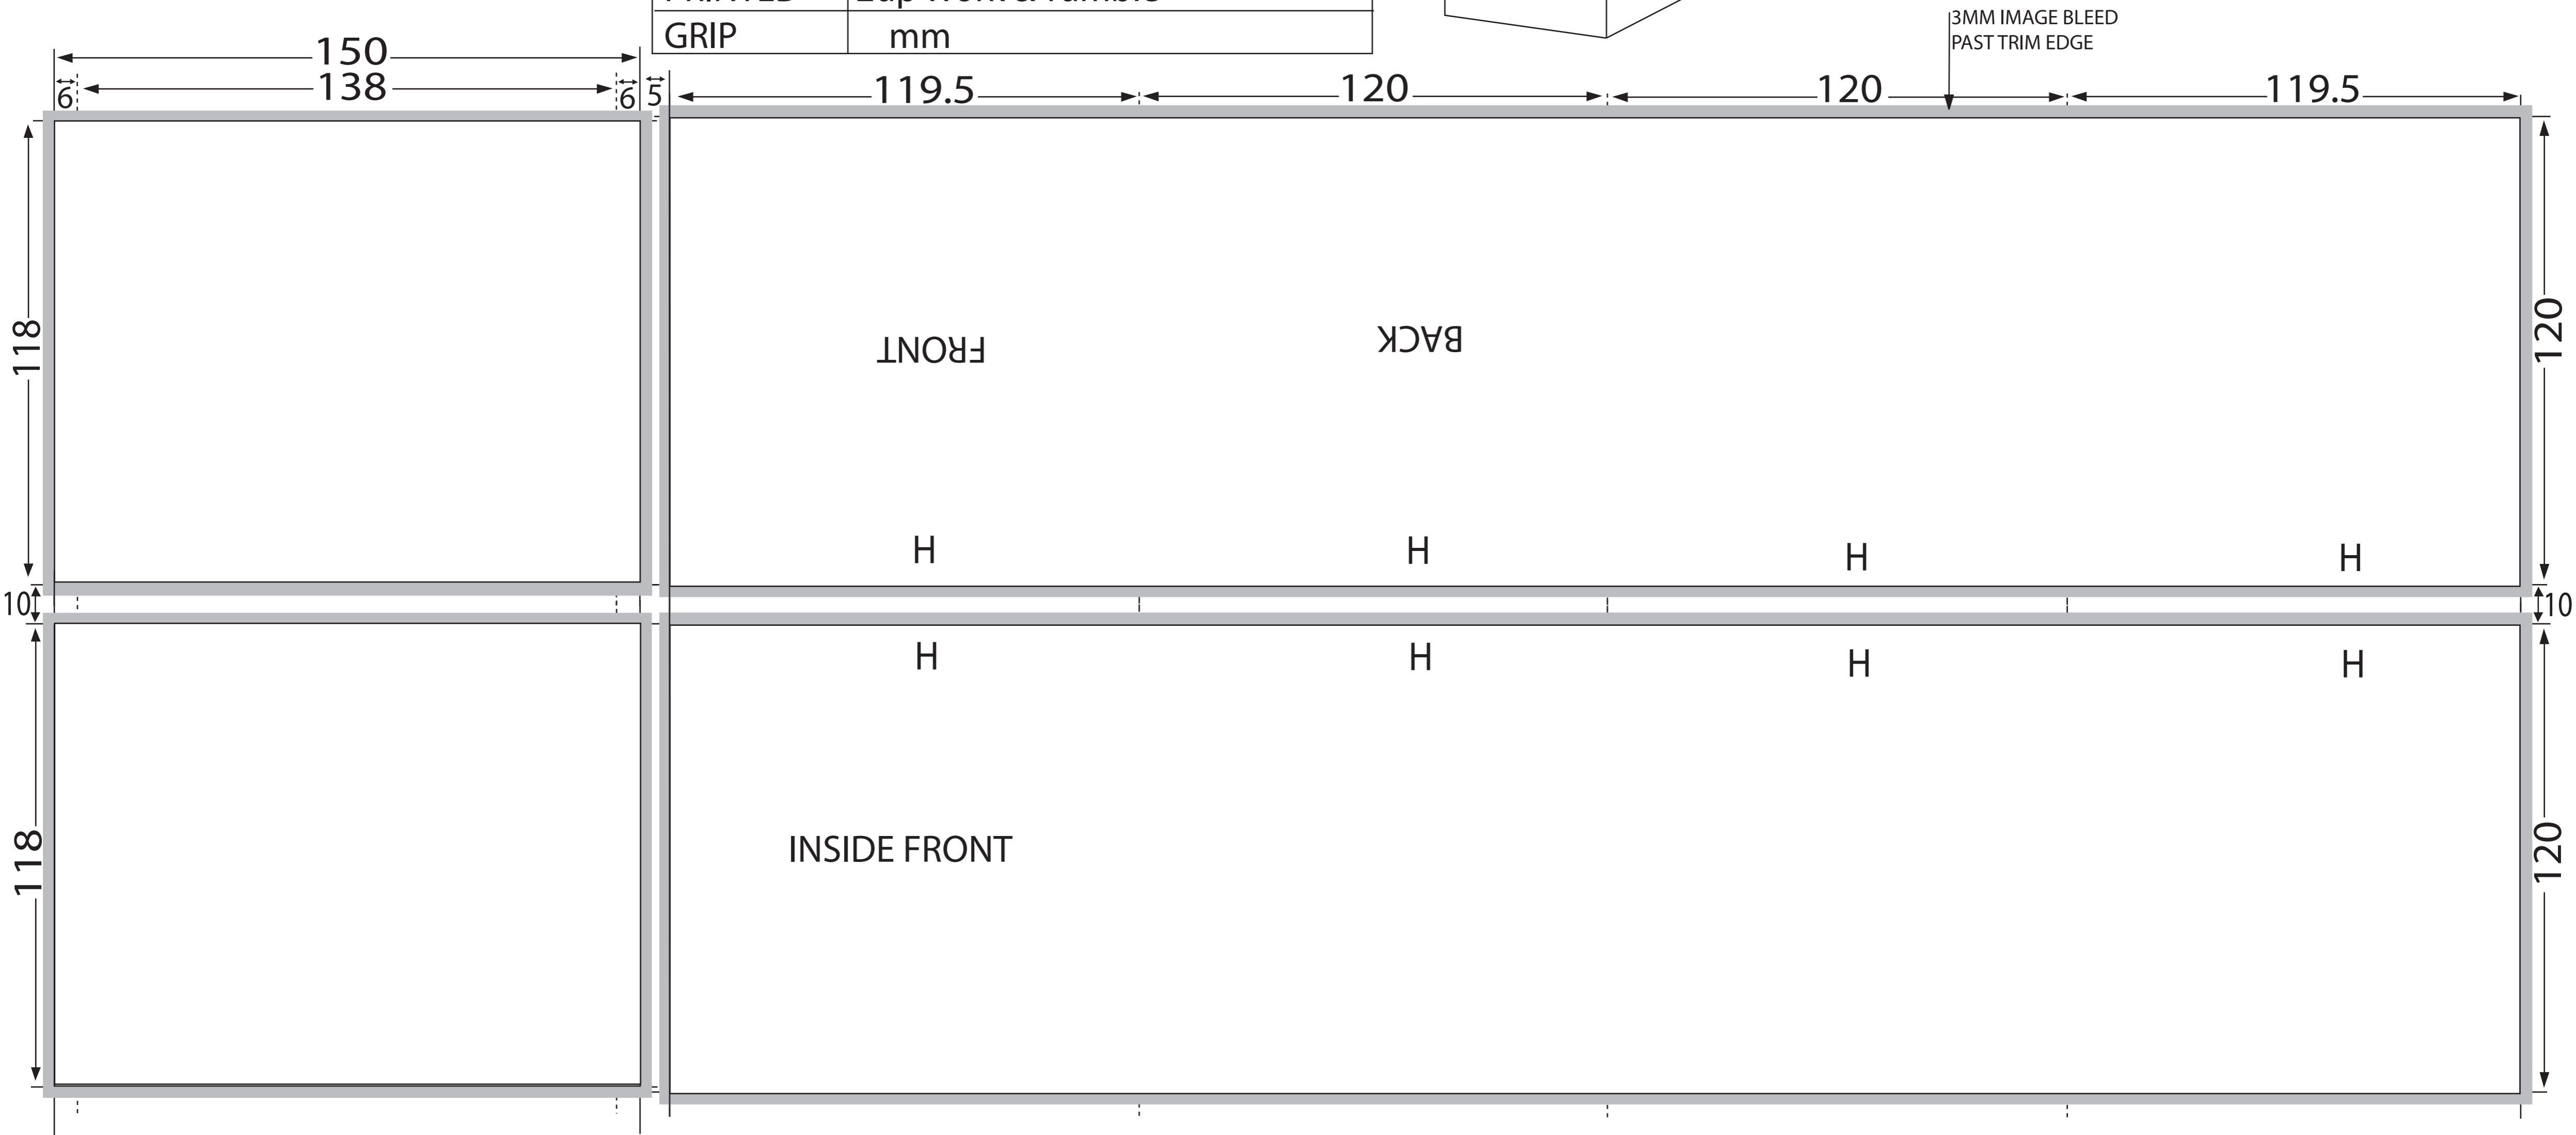 GRIP mm
3MM IMAGE BLEED
PAST TRIM EDGE
150
138
6
6
5
119.5
120
120
119.5
118
FRONT
BACK
120
H
H
H
H
10
10
H
H
H
H
118
INSIDE FRONT
120